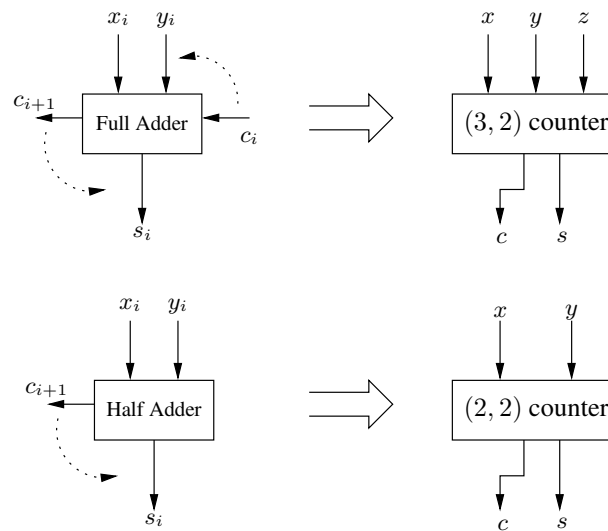 x_i y_i
x y z
c_{i+1}
Full Adder
c_i
(3, 2) counter
s_i
c s
x_i y_i
x y
c_{i+1}
Half Adder
(2, 2) counter
s_i
c s